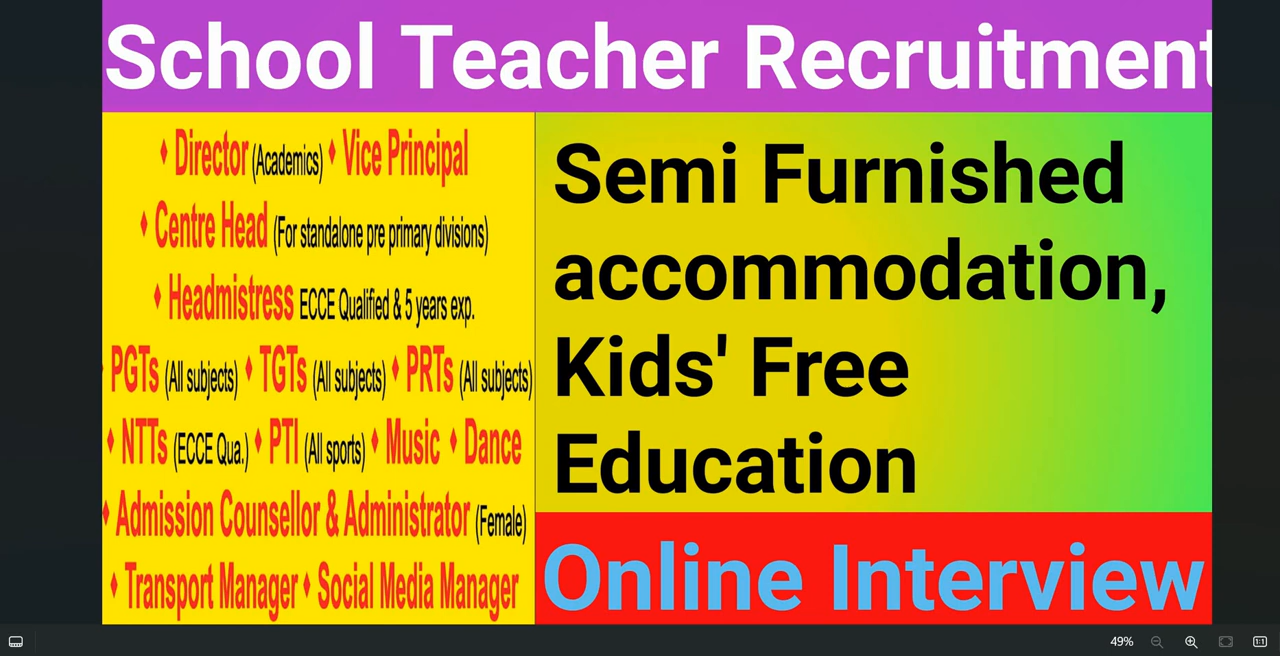 School Teacher Recruitment
♦ Director (Academics) ♦ Vice Principal
♦ Centre Head (For standalone pre primary divisions)
♦ Headmistress ECCE Qualified & 5 years exp.
♦ PGTs (All subjects) ♦ TGTs (All subjects) ♦ PRTs (All subjects)
♦ NTTs (ECCE Qua.) ♦ PTI (All sports) ♦ Music ♦ Dance
♦ Admission Counsellor & Administrator (Female)
♦ Transport Manager ♦ Social Media Manager
Semi Furnished
accommodation,
Kids' Free
Education
Online Interview
49%
1:1